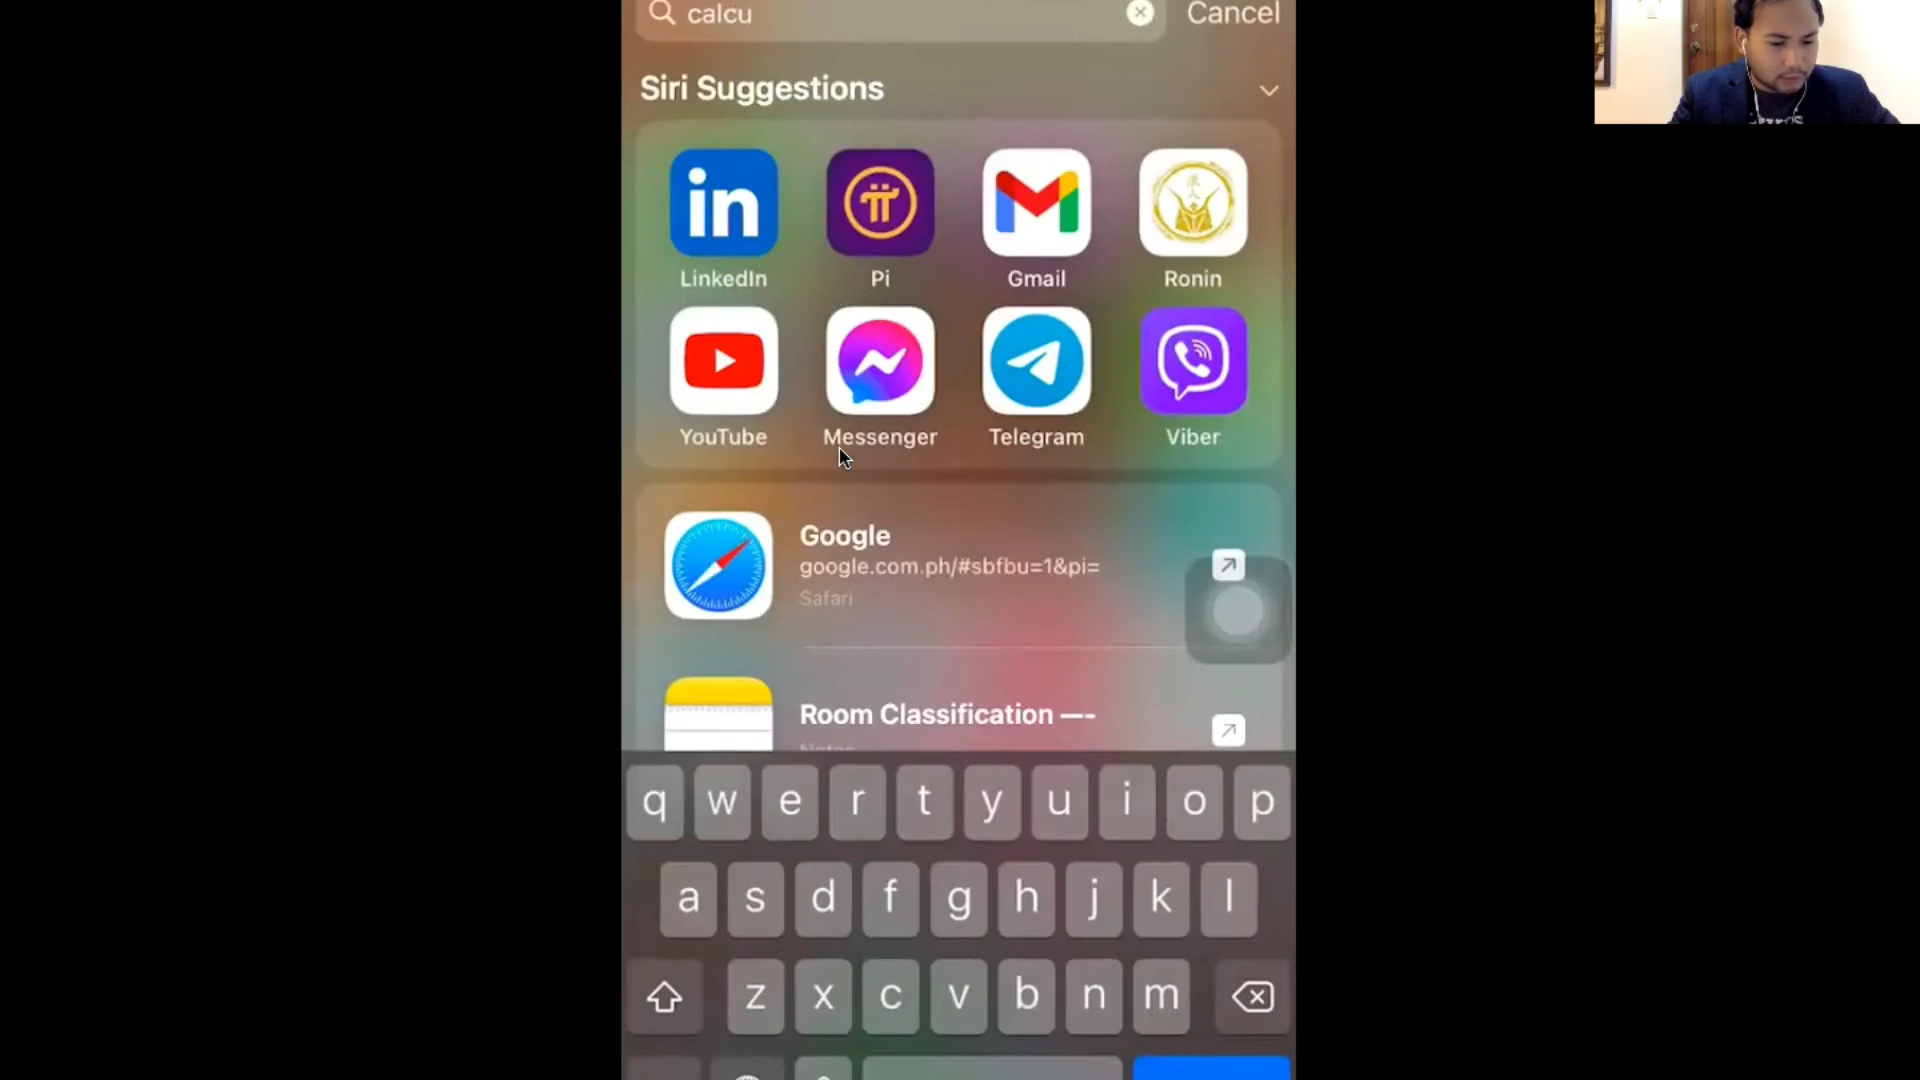 calcu
Cancel
Siri Suggestions
in
LinkedIn
Pi
Gmail
Ronin
YouTube
Messenger
Telegram
Viber
Google
google.com.ph/#sbfbu=1&pi=
Safari
Room Classification —-
Notes
q w e r t y u i o p
a s d f g h j k l
z x c v b n m